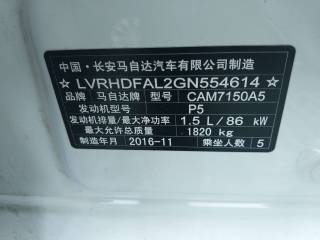 中国·长安马自达汽车有限公司制造
☆LVRHDFAL2GN554614☆
品牌 马自达牌 型号 CAM7150A5
发动机型号 P5
发动机排量/最大净功率 1.5 L/86 kW
最大允许总质量 1820 kg
制造年月 2016-11 乘坐人数 5